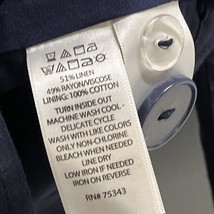 51% LINEN
49% RAYON/VISCOSE
LINING: 100% COTTON
TURN INSIDE OUT
MACHINE WASH COOL -
DELICATE CYCLE
WASH WITH LIKE COLORS
ONLY NON-CHLORINE
BLEACH WHEN NEEDED
LINE DRY
LOW IRON IF NEEDED
IRON ON REVERSE
RN# 75343